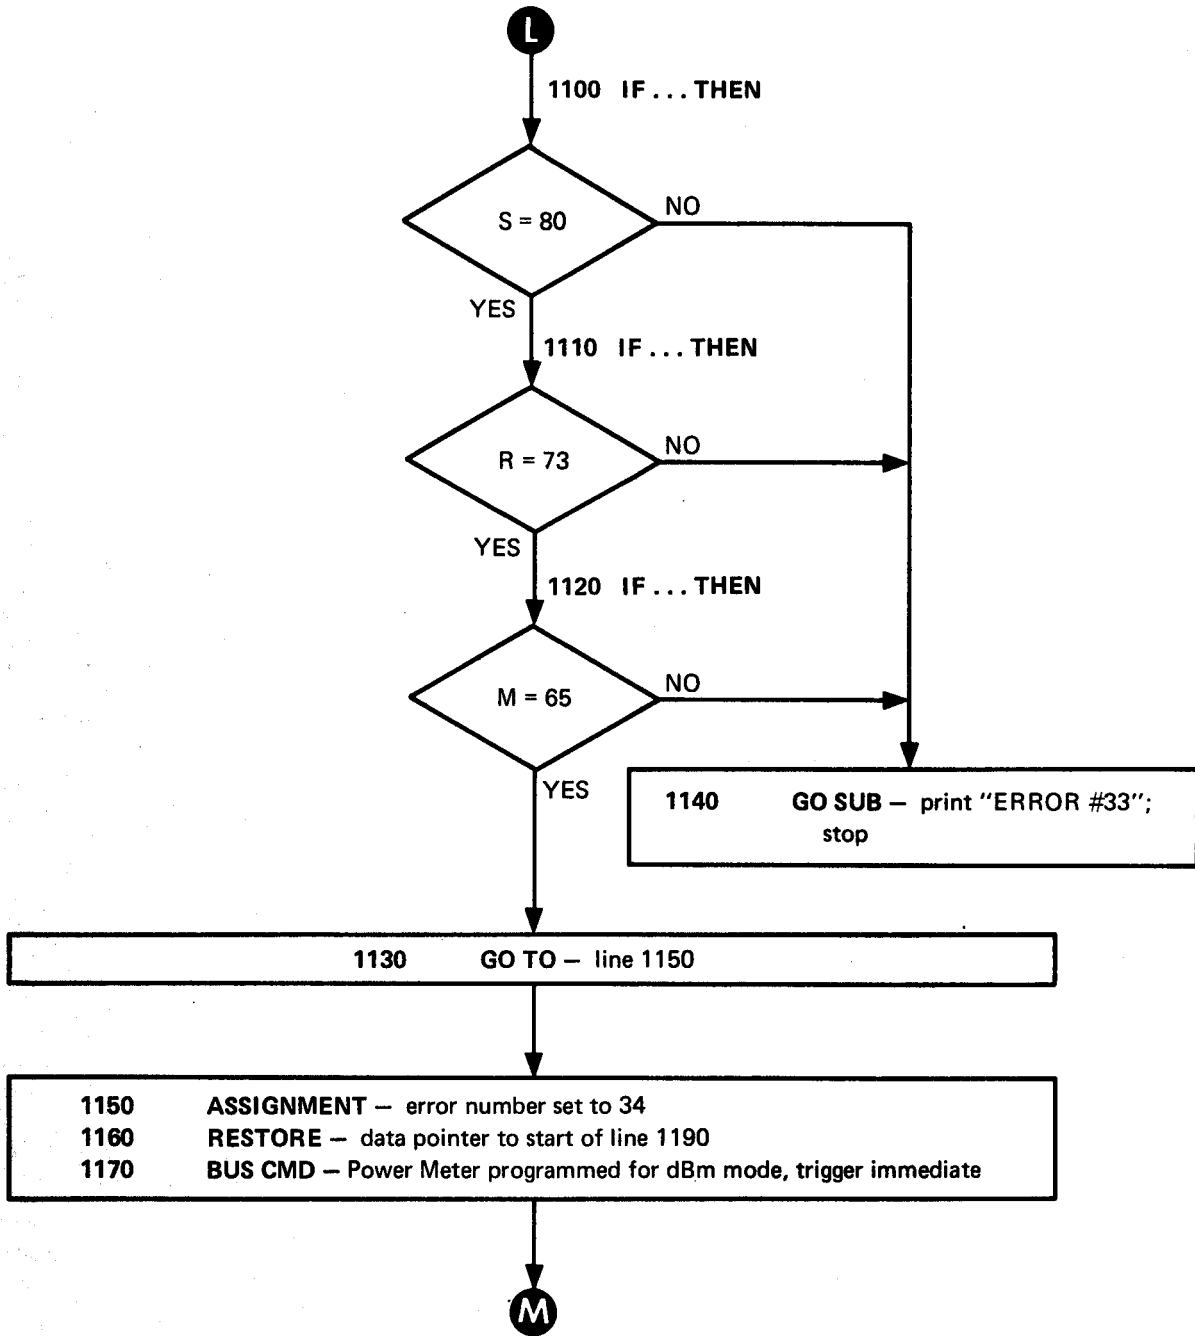 L
1100 IF...THEN
S = 80
NO
YES
1110 IF...THEN
R = 73
NO
YES
1120 IF...THEN
M = 65
NO
YES
1140 GO SUB — print "ERROR #33";
stop
1130 GO TO — line 1150
1150 ASSIGNMENT — error number set to 34
1160 RESTORE — data pointer to start of line 1190
1170 BUS CMD — Power Meter programmed for dBm mode, trigger immediate
M